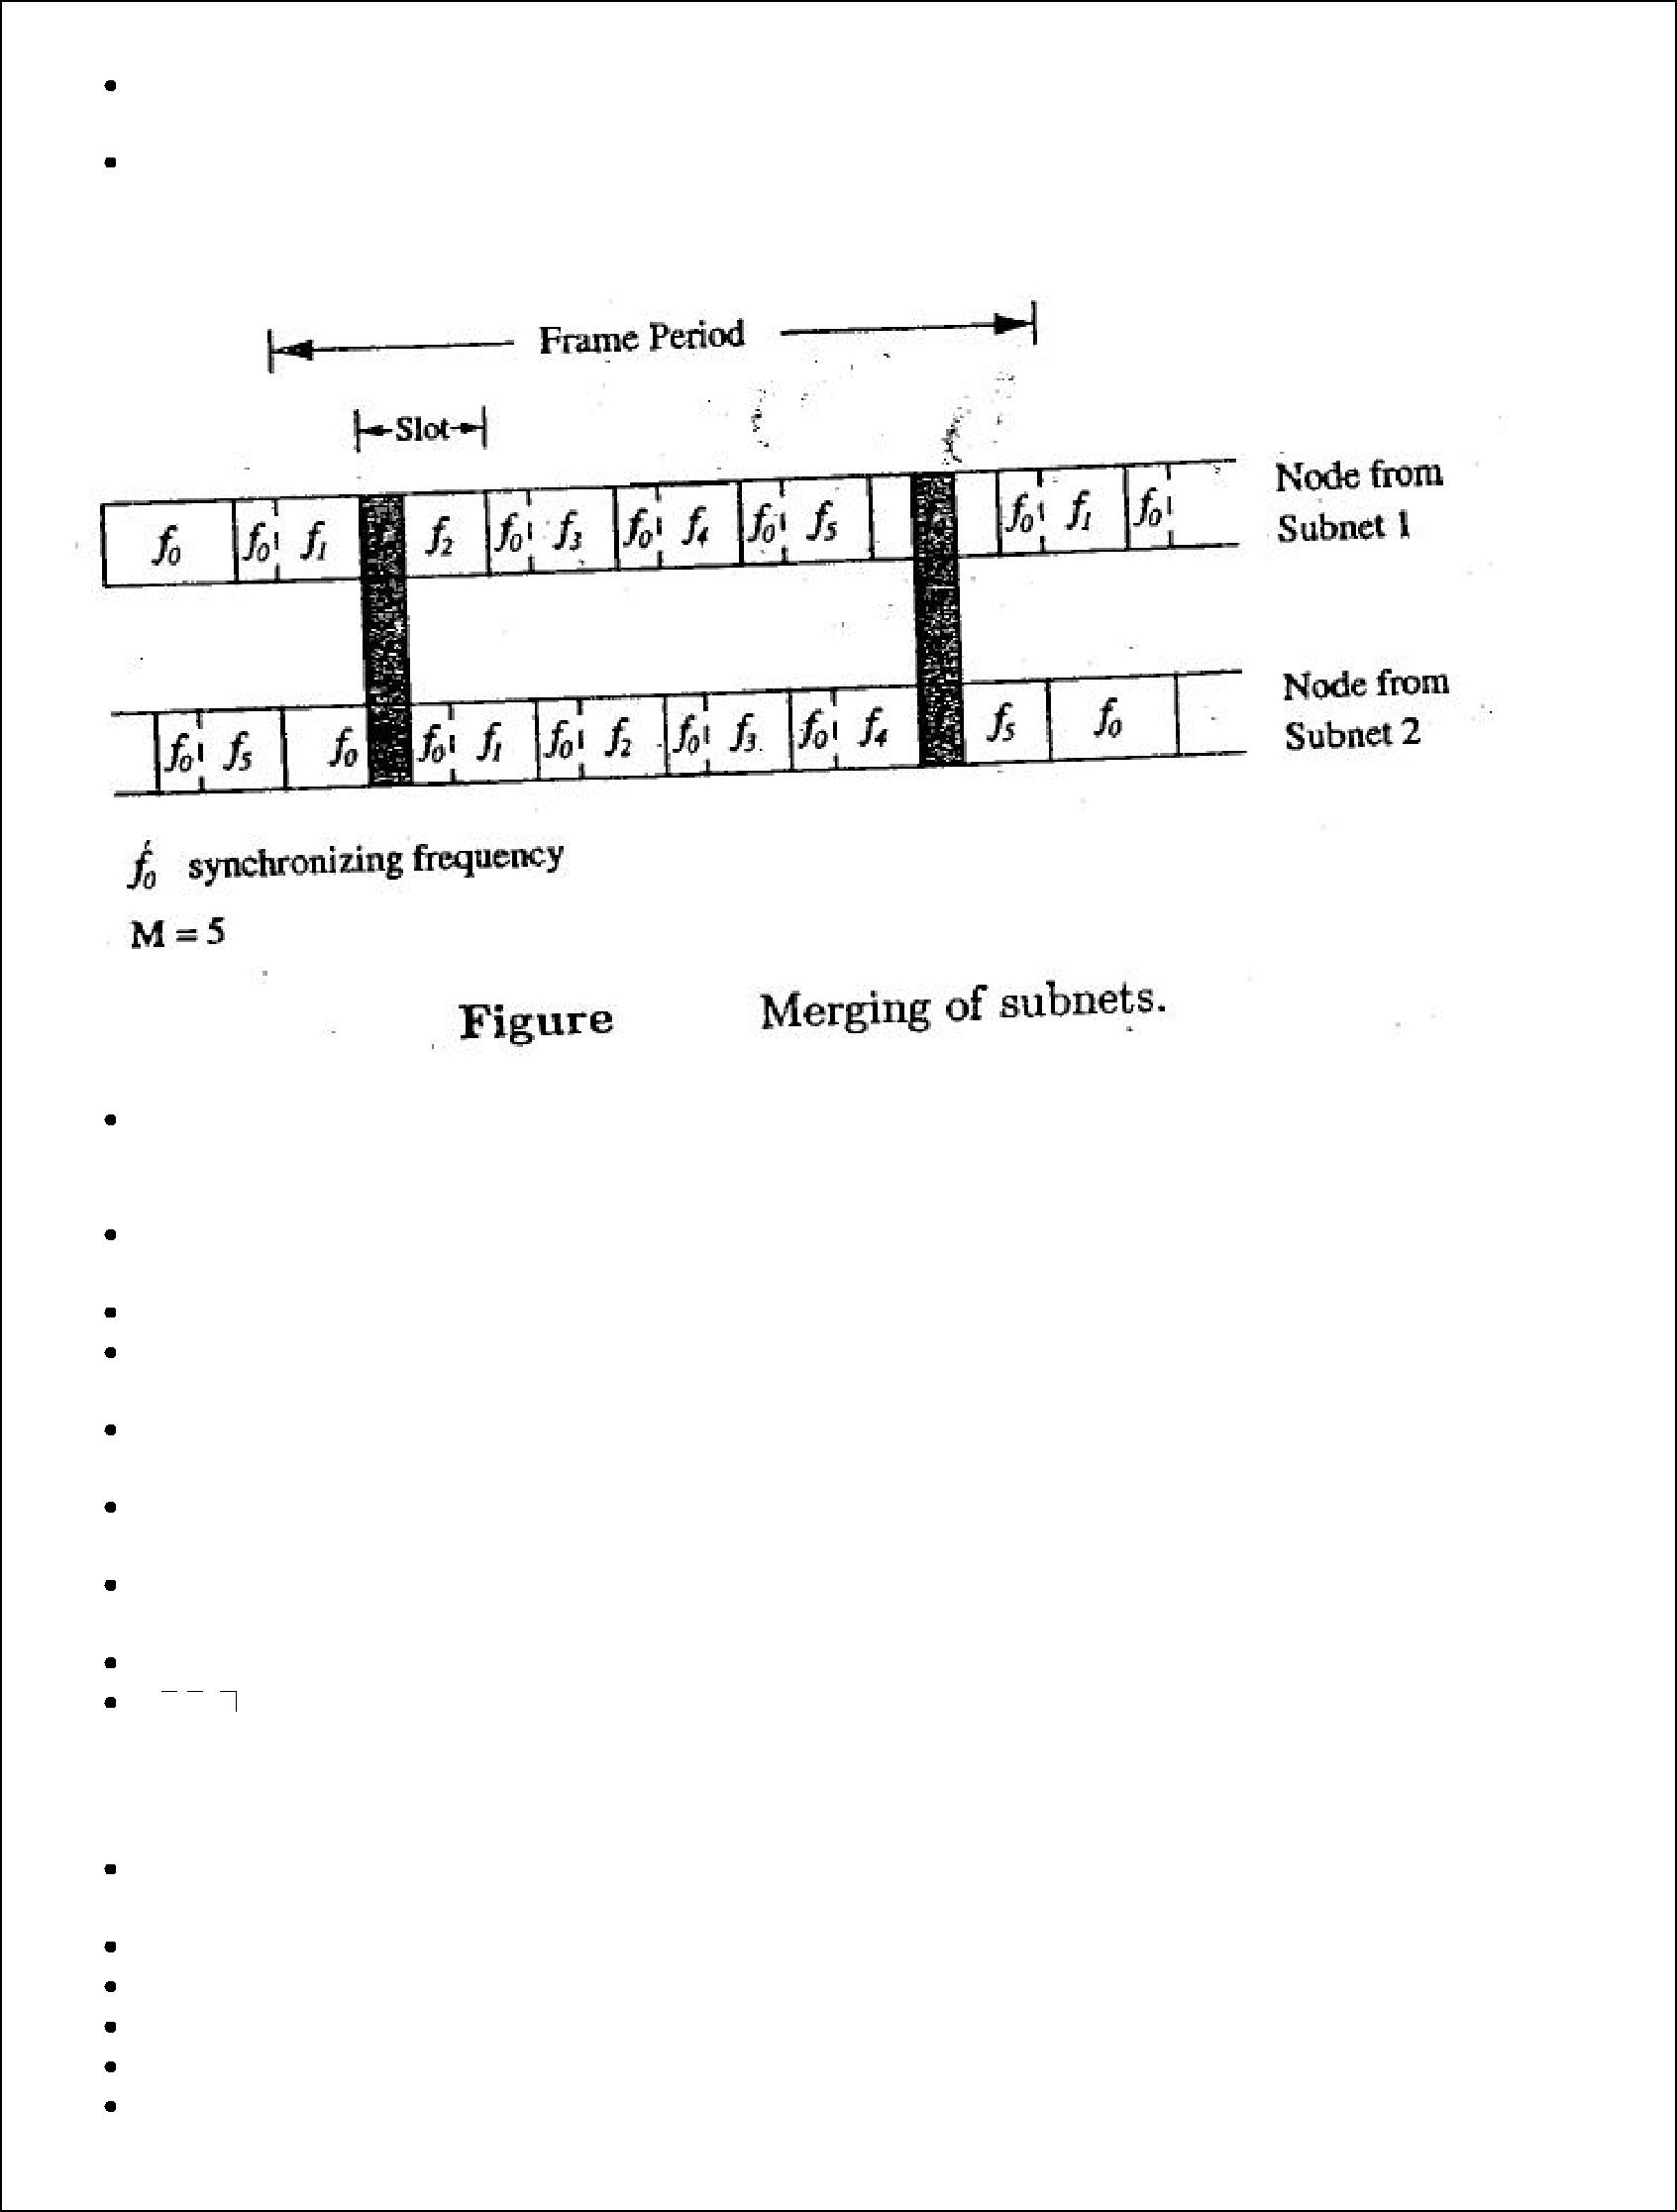 Frame Period
Slot
f0 f0 f1 f2 f0 f3 f0 f4 f0 f5 f0 f1 f0
Node from
Subnet 1
f0 f5 f0 f0 f1 f0 f2 f0 f3 f0 f4 f5 f0
Node from
Subnet 2
f0 synchronizing frequency
M = 5
Figure Merging of subnets.